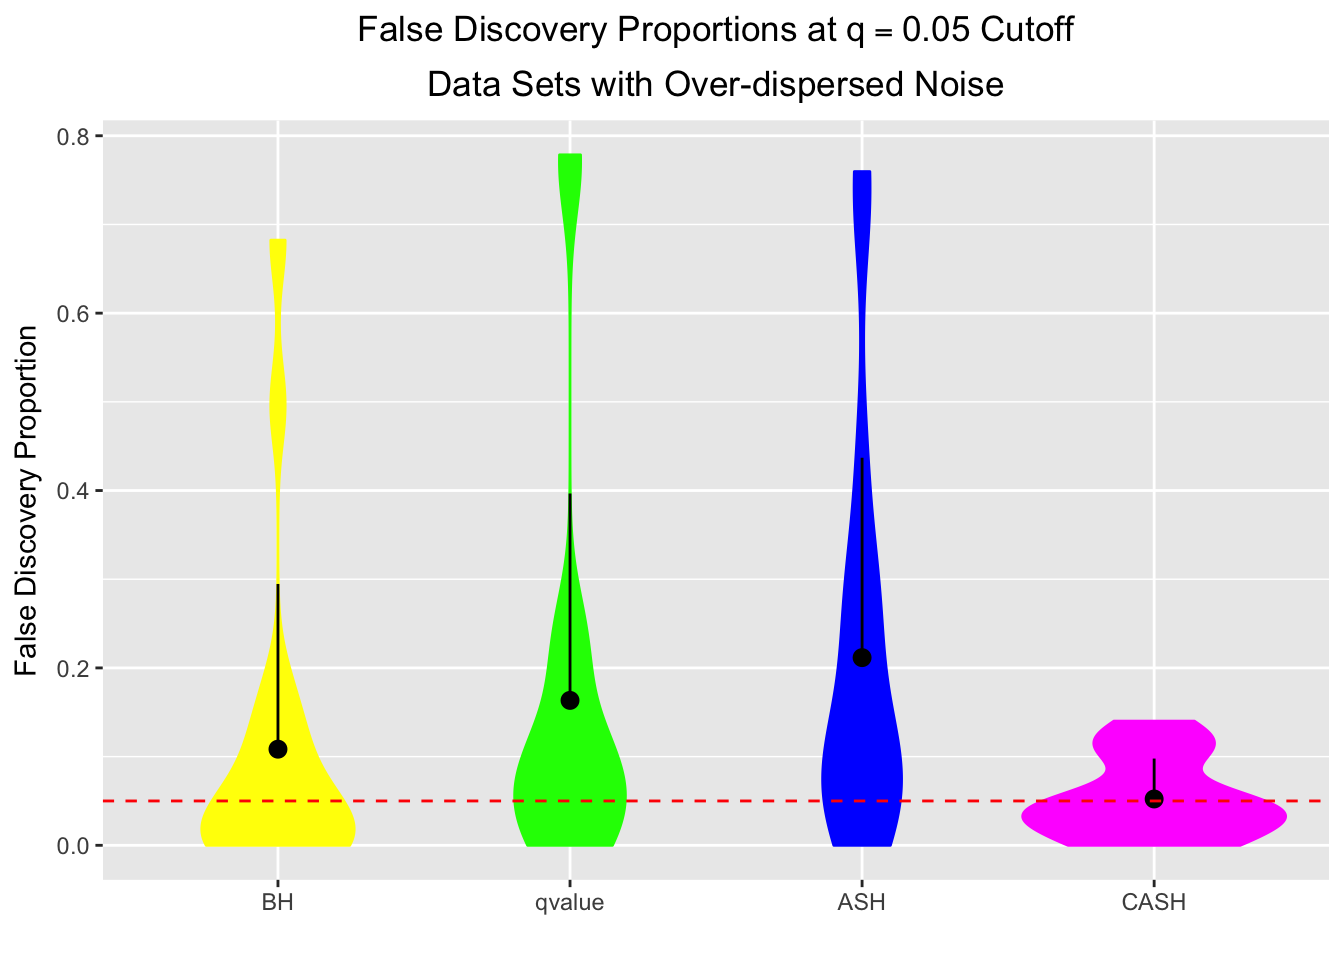 False Discovery Proportions at q = 0.05 Cutoff
Data Sets with Over-dispersed Noise
False Discovery Proportion
0.8
0.6
0.4
0.2
0.0
BH
qvalue
ASH
CASH